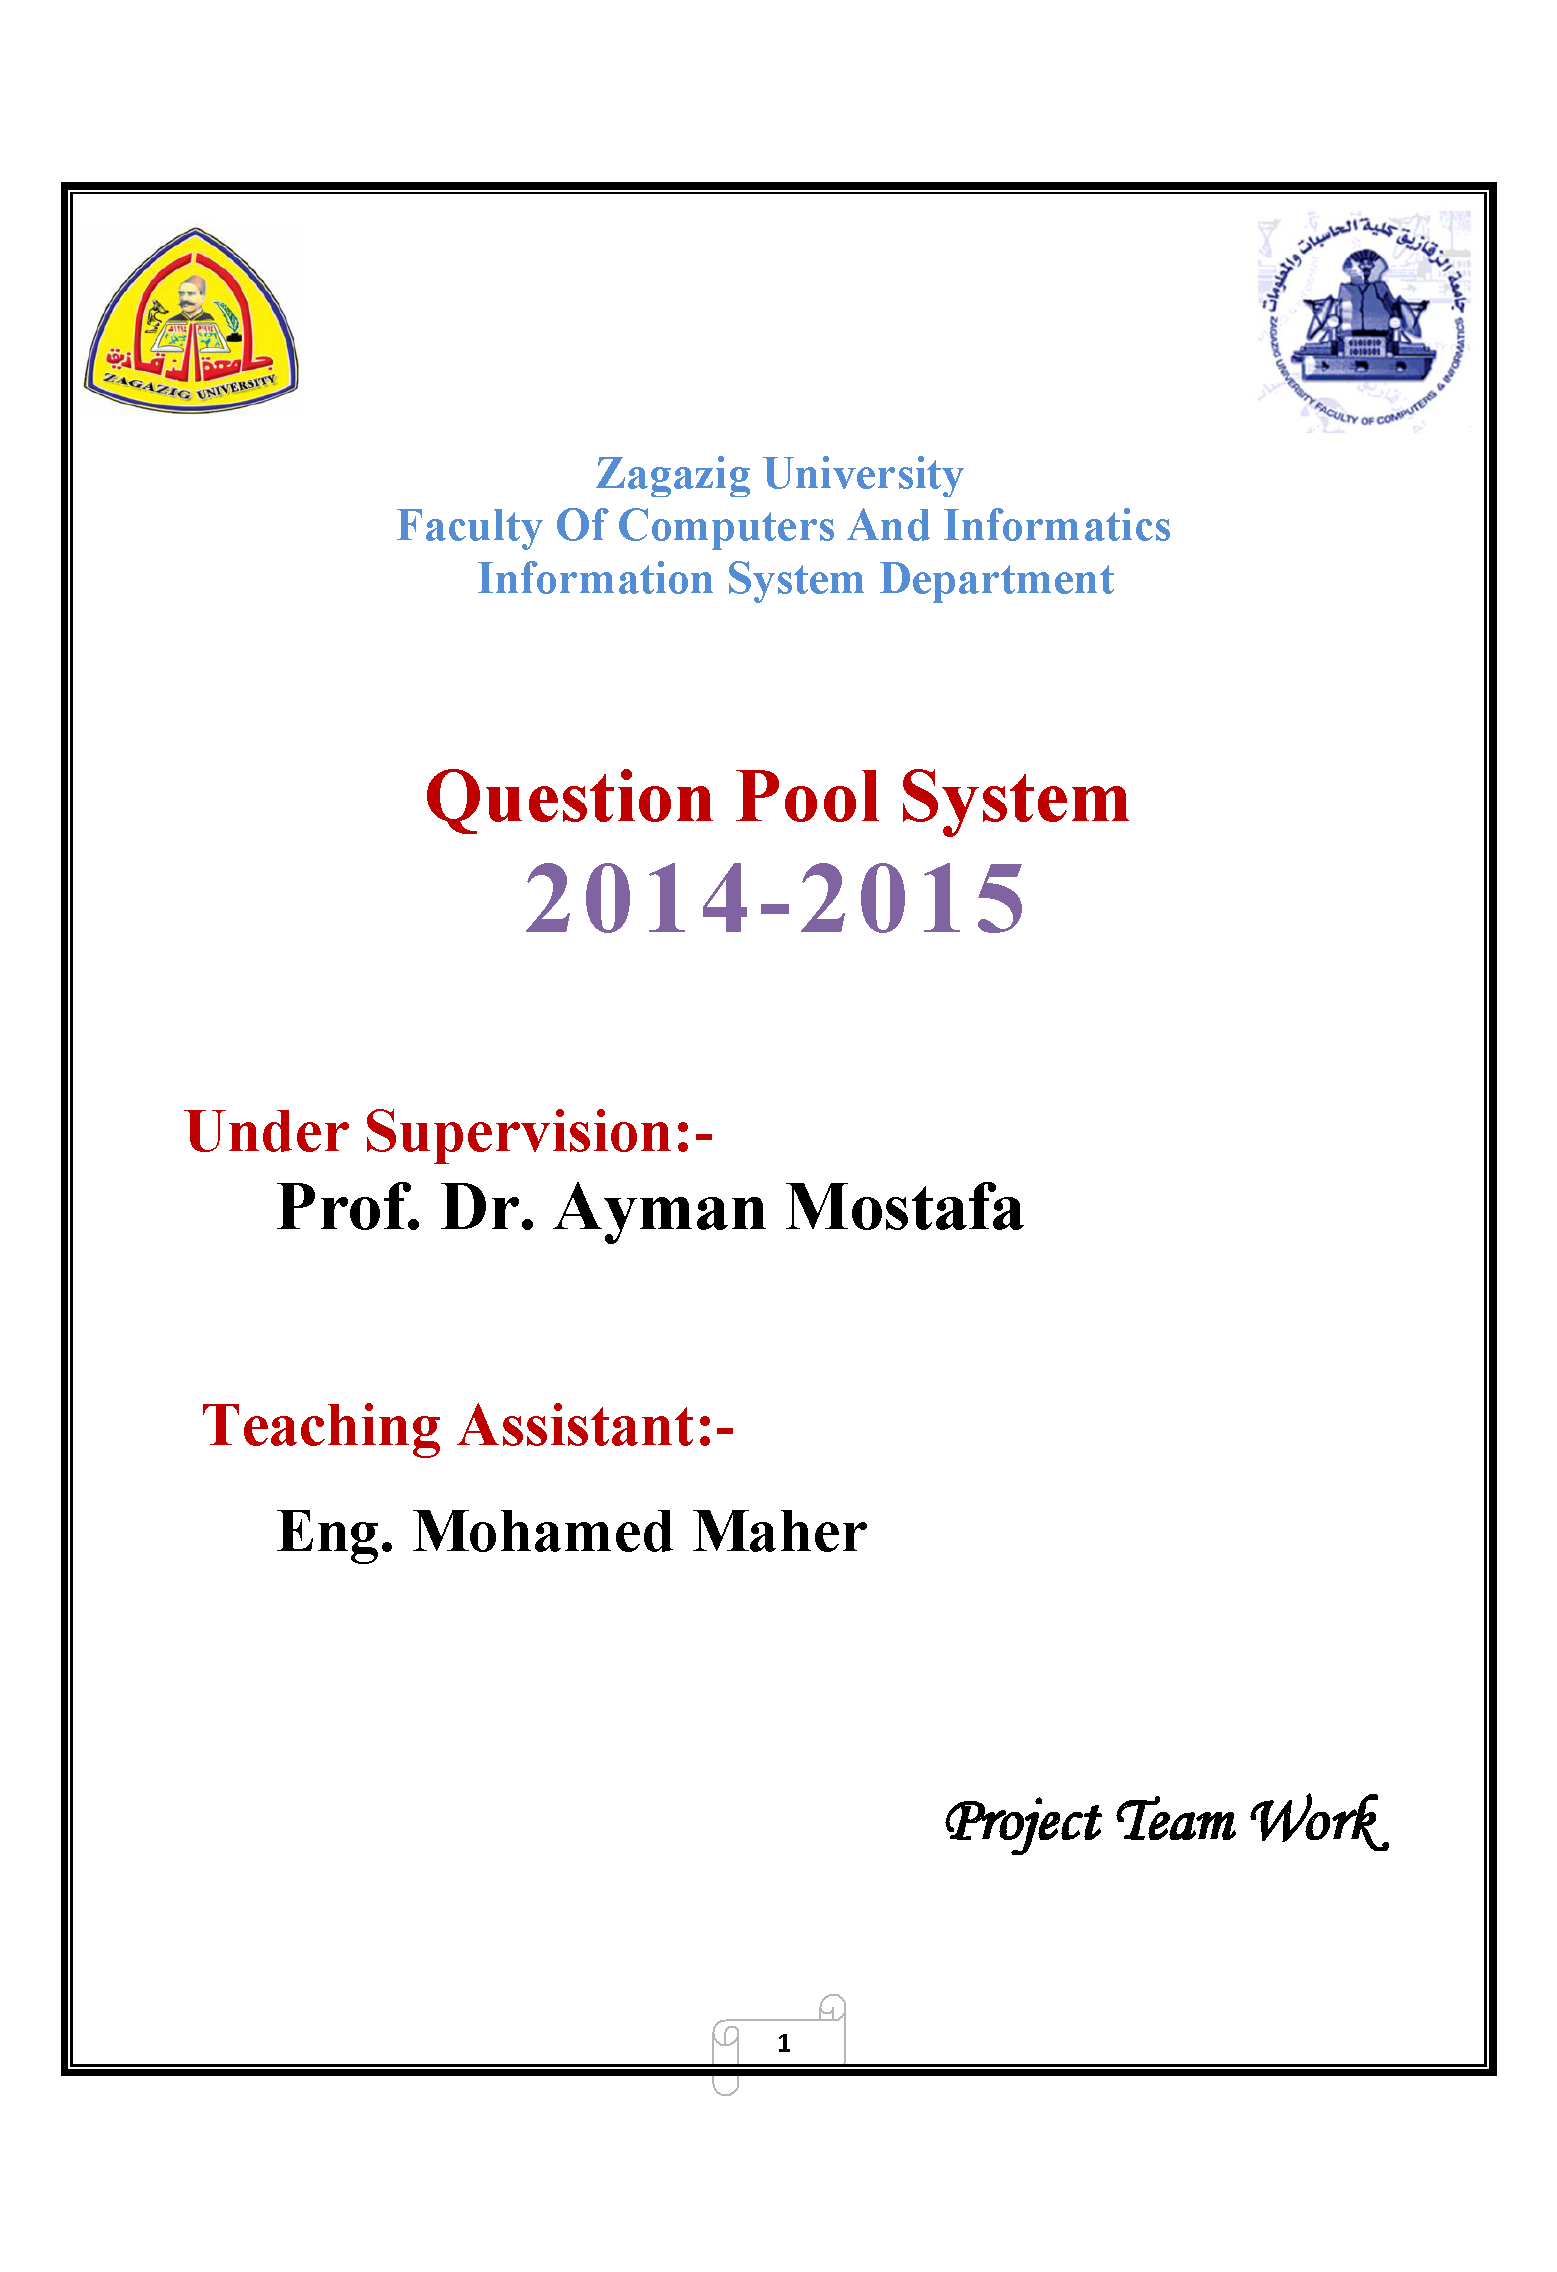 جامعة الزقازيق
ZAGAZIG UNIVERSITY
جامعة الزقازيق كلية الحاسبات والمعلومات
ZAGAZIG UNIVERSITY FACULTY OF COMPUTERS & INFORMATICS
0101010
1010101
Zagazig University
Faculty Of Computers And Informatics
Information System Department
Question Pool System
2014-2015
Under Supervision:-
Prof. Dr. Ayman Mostafa
Teaching Assistant:-
Eng. Mohamed Maher
Project Team Work
1